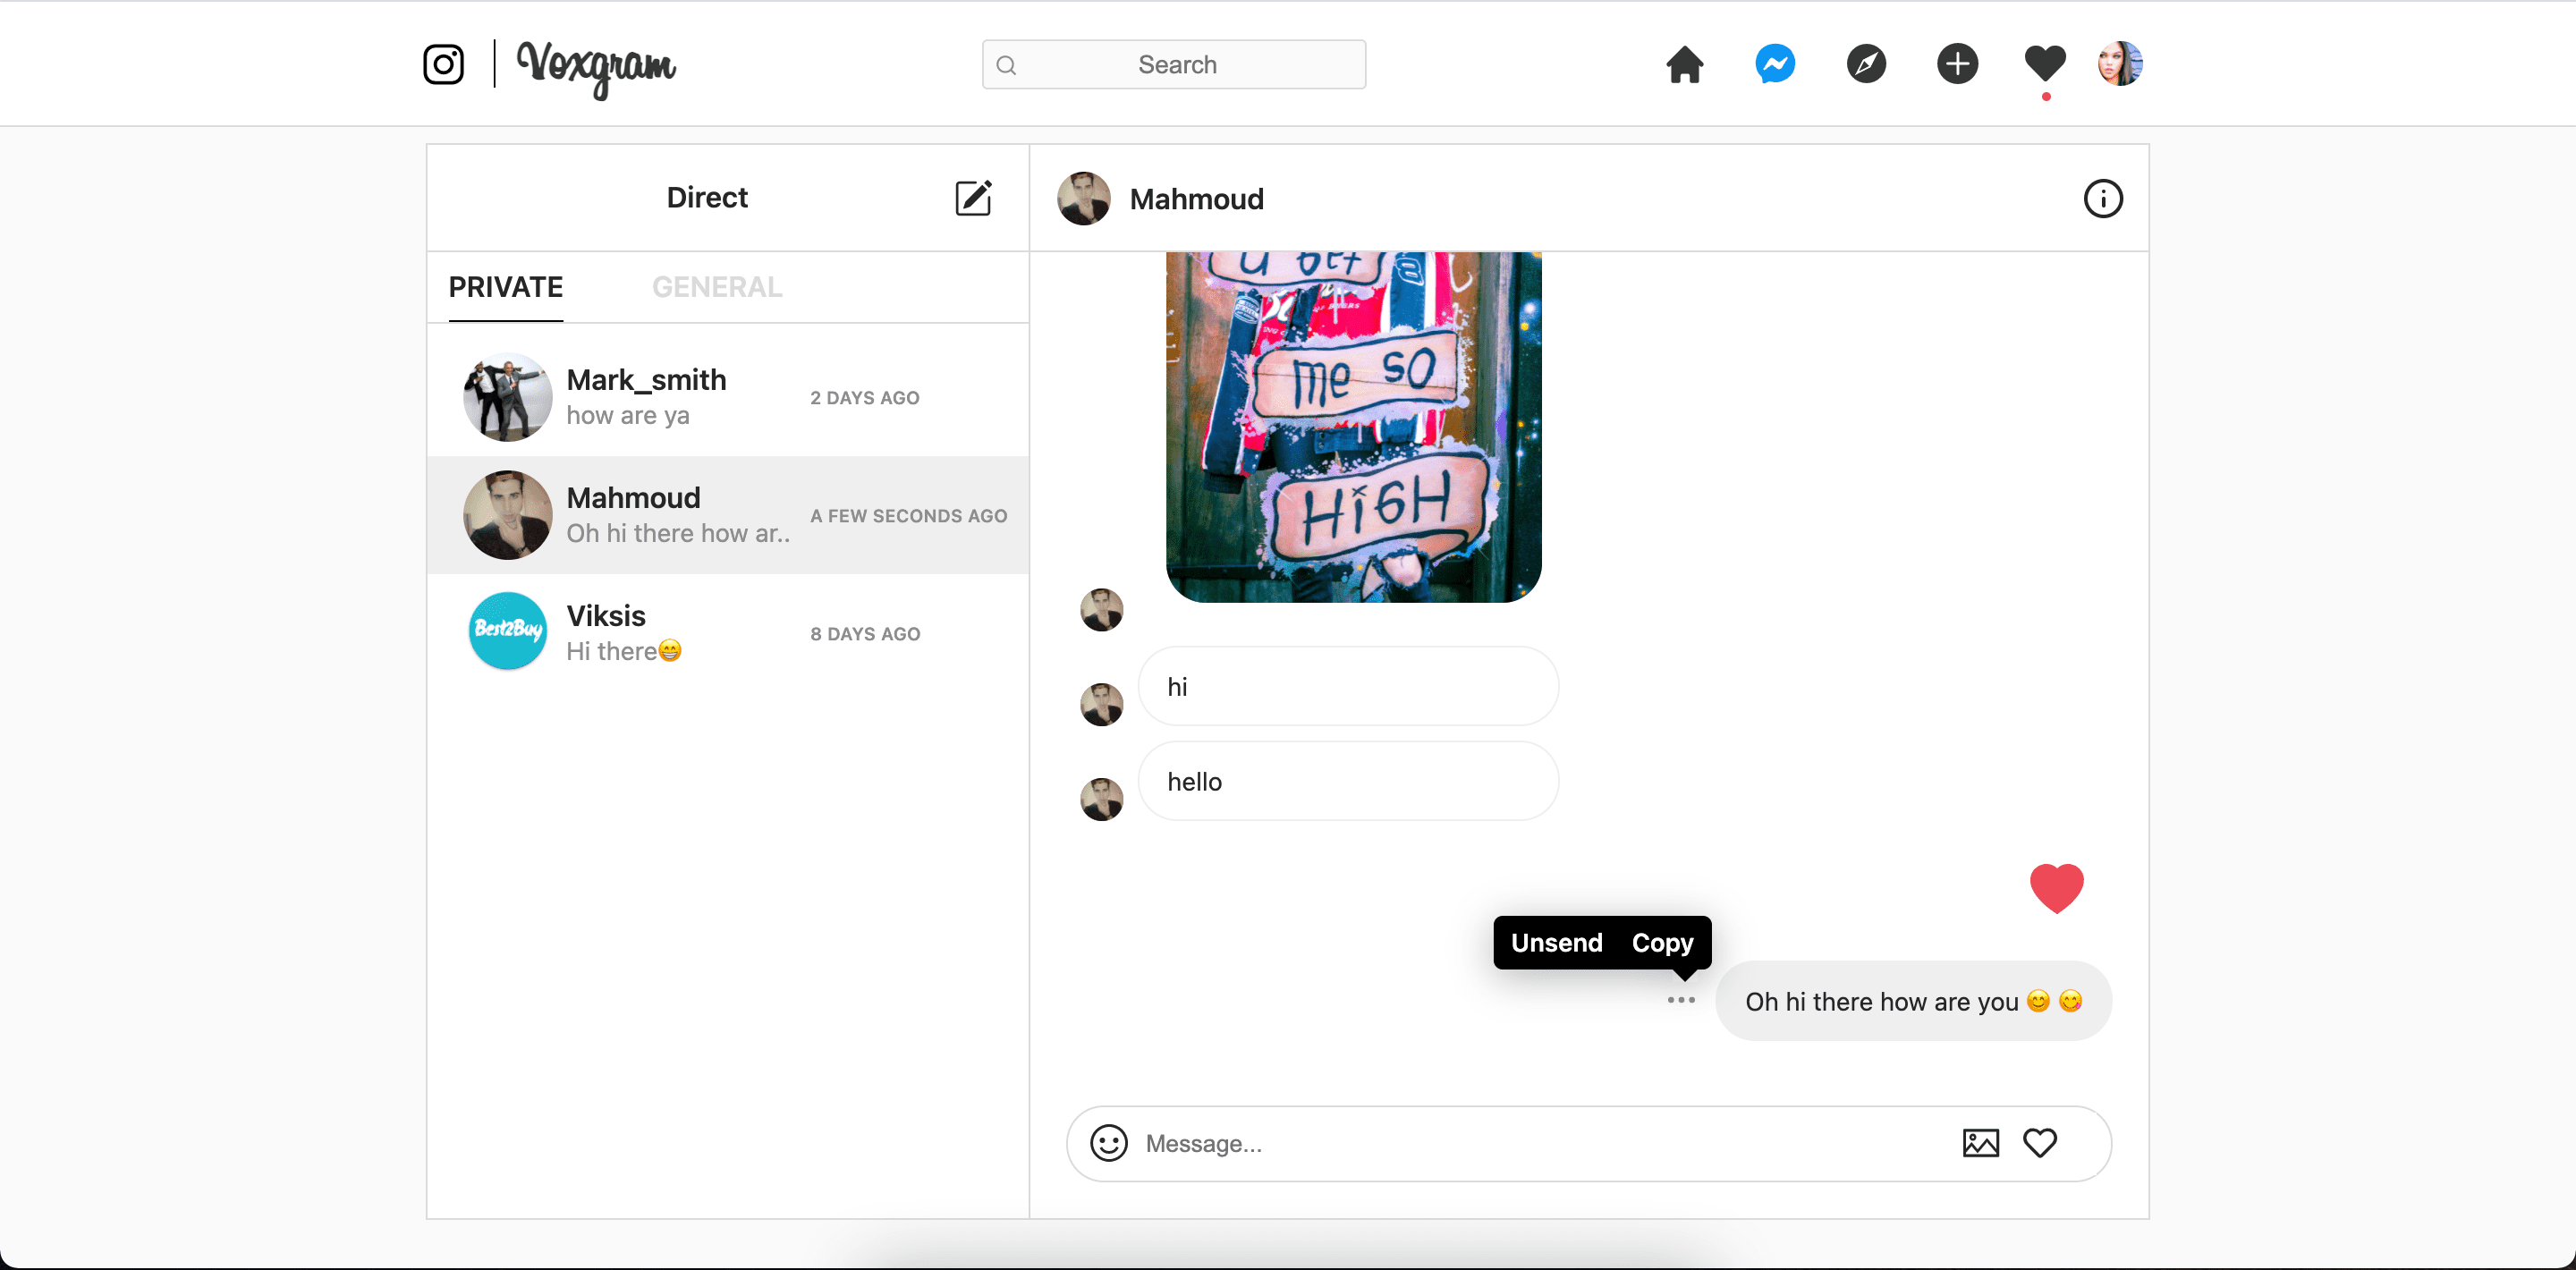 Voxgram
Search
Direct
Mahmoud
PRIVATE
GENERAL
Mark_smith
how are ya
2 DAYS AGO
Mahmoud
Oh hi there how ar..
A FEW SECONDS AGO
Best2Buy
Viksis
Hi there😁
8 DAYS AGO
u get
me so
HiGH
hi
hello
Unsend Copy
Oh hi there how are you 😊 😋
Message...